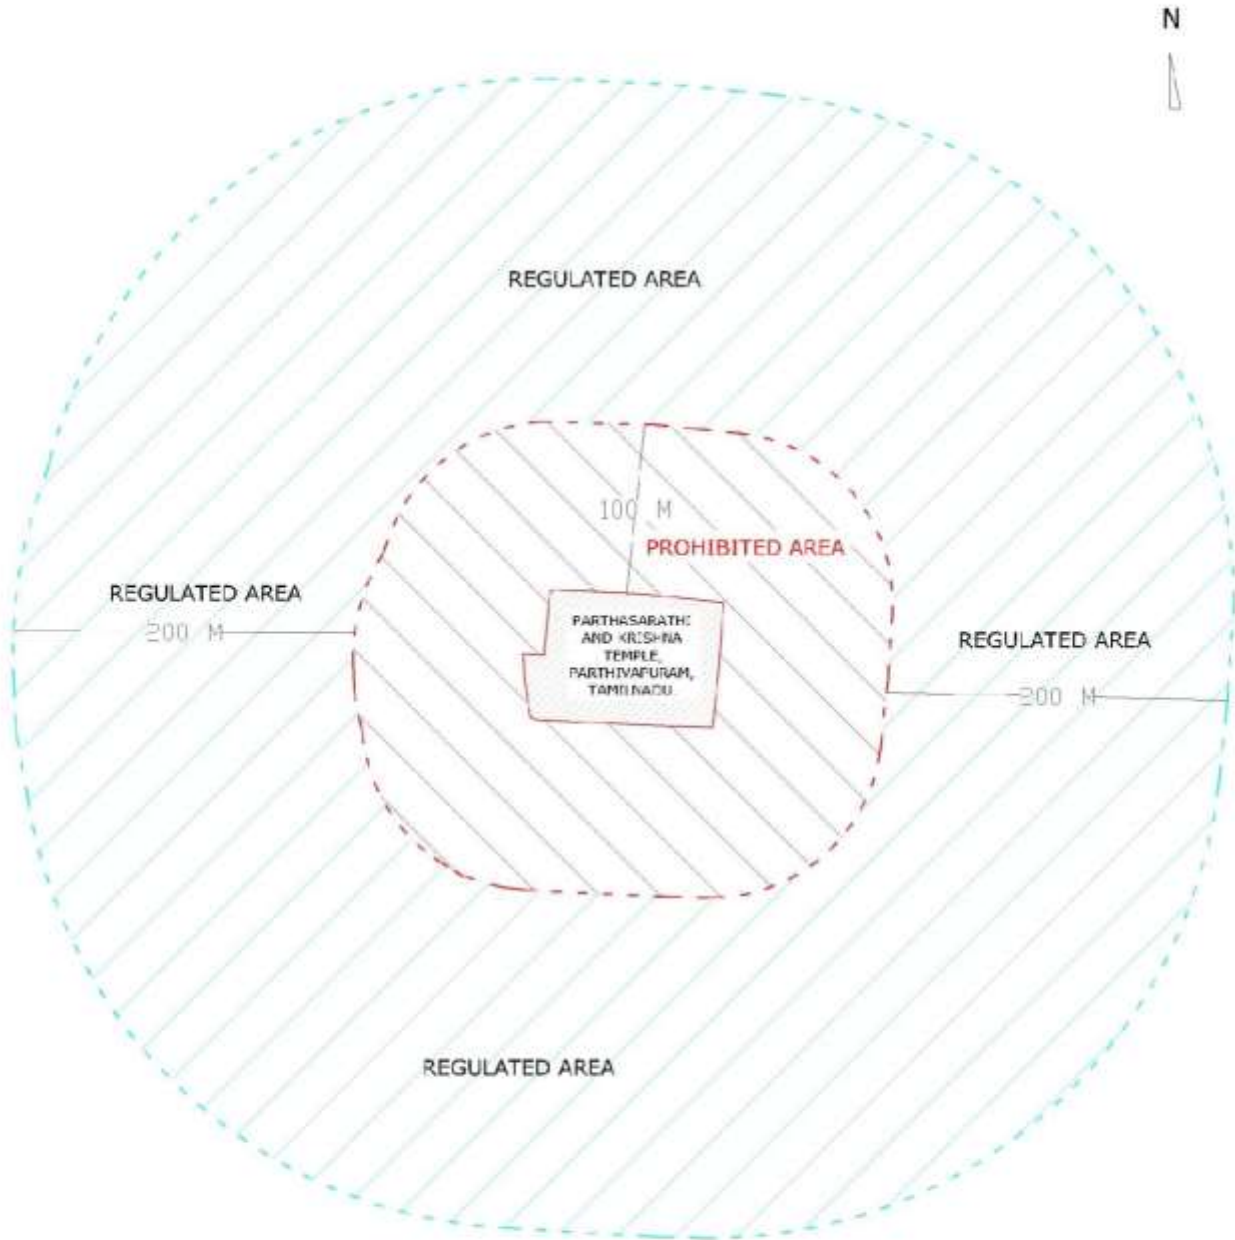 N
REGULATED AREA
100 M
PROHIBITED AREA
REGULATED AREA
200 M
PARTHASARATHI
AND KRISHNA
TEMPLE,
PARTHIVAPURAM,
TAMILNADU
REGULATED AREA
200 M
REGULATED AREA